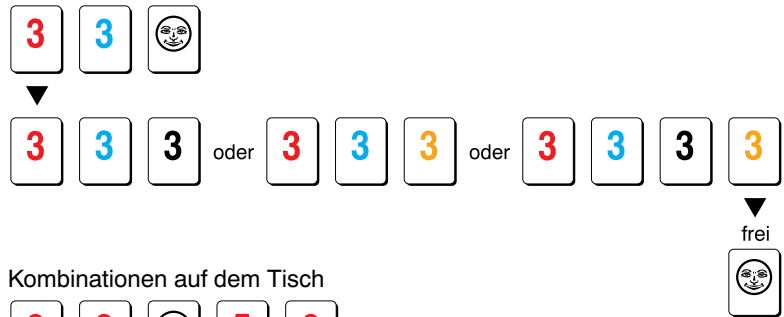 3 3
3 3 3 oder 3 3 3 oder 3 3 3 3
frei
Kombinationen auf dem Tisch